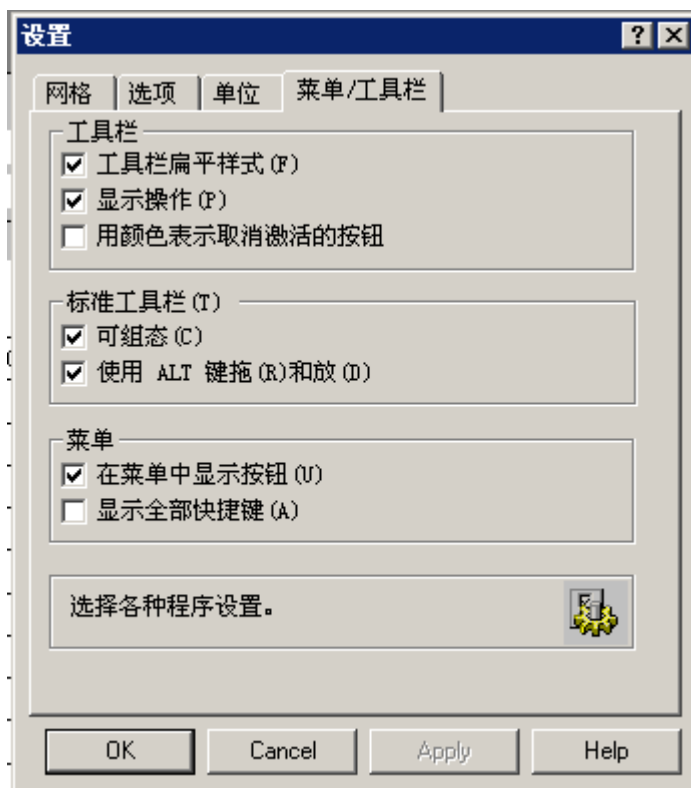 设置
网格 选项 单位 菜单/工具栏
工具栏
工具栏扁平样式(F)
显示操作(P)
用颜色表示取消激活的按钮
标准工具栏(T)
可组态(C)
使用 ALT 键拖(R)和放(D)
菜单
在菜单中显示按钮(U)
显示全部快捷键(A)
选择各种程序设置。
OK Cancel Apply Help